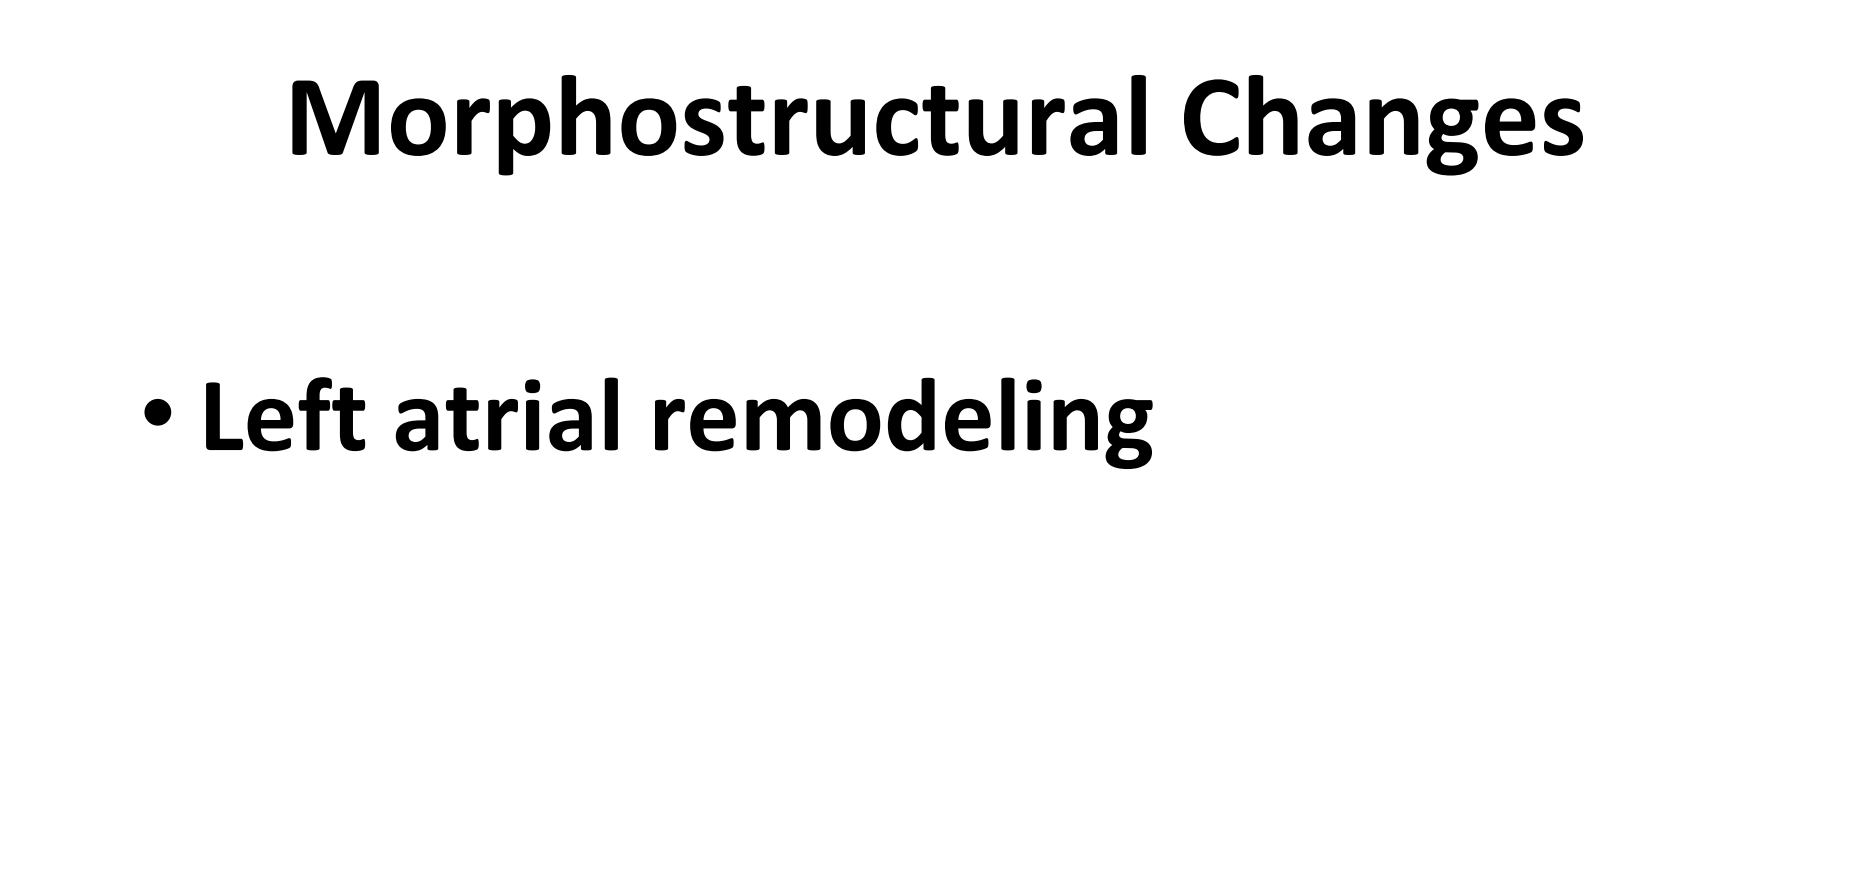 Morphostructural Changes
• Left atrial remodeling